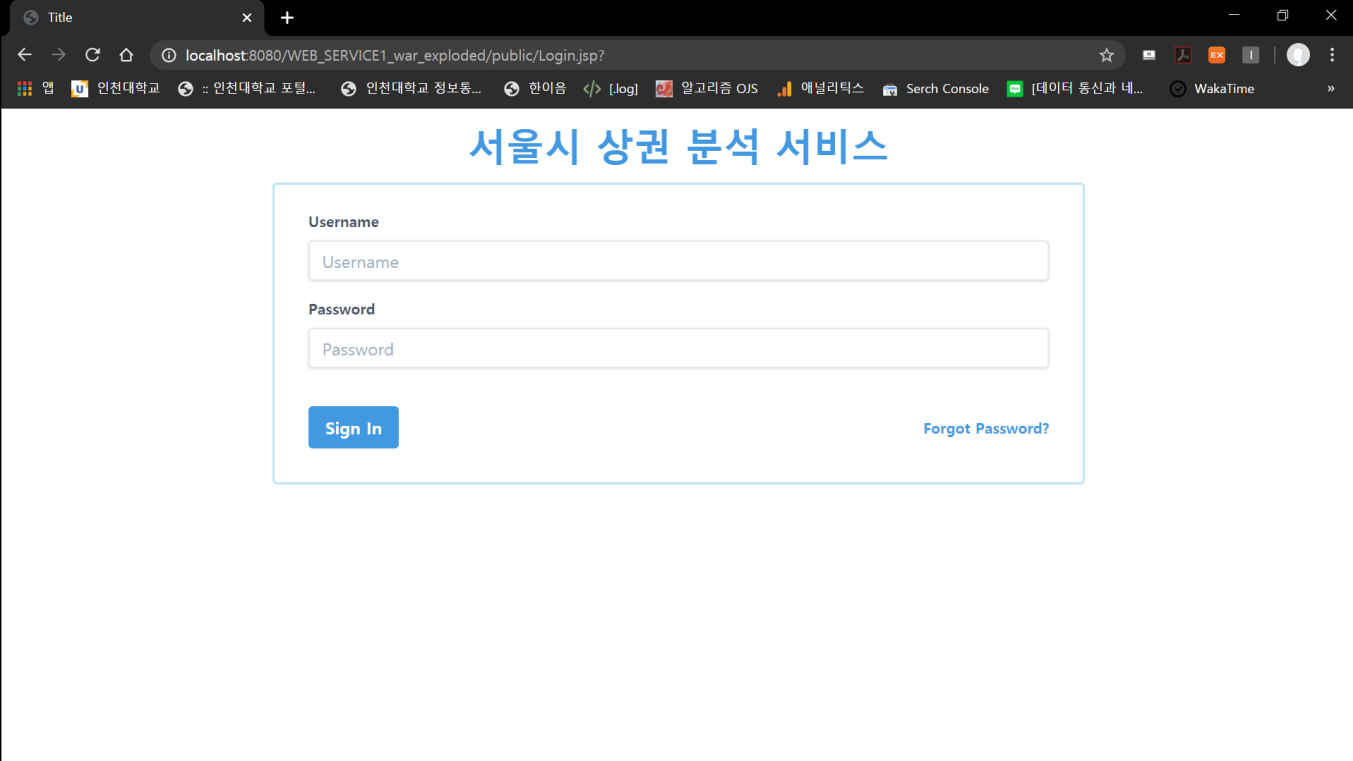 Title
localhost:8080/WEB_SERVICE1_war_exploded/public/Login.jsp?
앱 인천대학교 :: 인천대학교 포털... 인천대학교 정보통... 한이음 [.log] 알고리즘 OJS 애널리틱스 Serch Console [데이터 통신과 네... WakaTime »
서울시 상권 분석 서비스
Username
Username
Password
Password
Sign In Forgot Password?